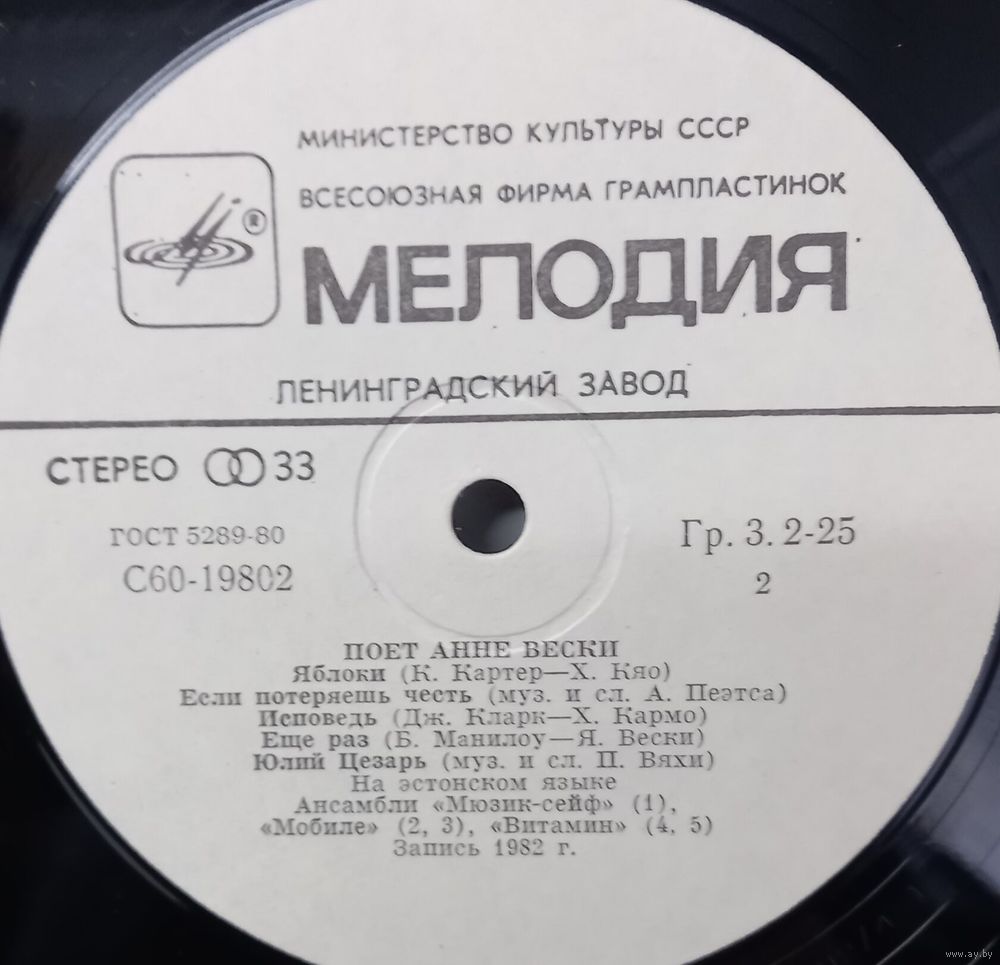 МИНИСТЕРСТВО КУЛЬТУРЫ СССР
ВСЕСОЮЗНАЯ ФИРМА ГРАМПЛАСТИНОК
®
МЕЛОДИЯ
ЛЕНИНГРАДСКИЙ ЗАВОД
СТЕРЕО 33
ГОСТ 5289-80
С60-19802
Гр. 3. 2-25
2
ПОЕТ АННЕ ВЕСКИ
Яблоки (К. Картер—Х. Кяо)
Если потеряешь честь (муз. и сл. А. Пеэтса)
Исповедь (Дж. Кларк—Х. Кармо)
Еще раз (Б. Манилоу—Я. Вески)
Юлий Цезарь (муз. и сл. П. Вяхи)
На эстонском языке
Ансамбли «Мюзик-сейф» (1),
«Мобиле» (2, 3), «Витамин» (4, 5)
Запись 1982 г.
www.ay.by